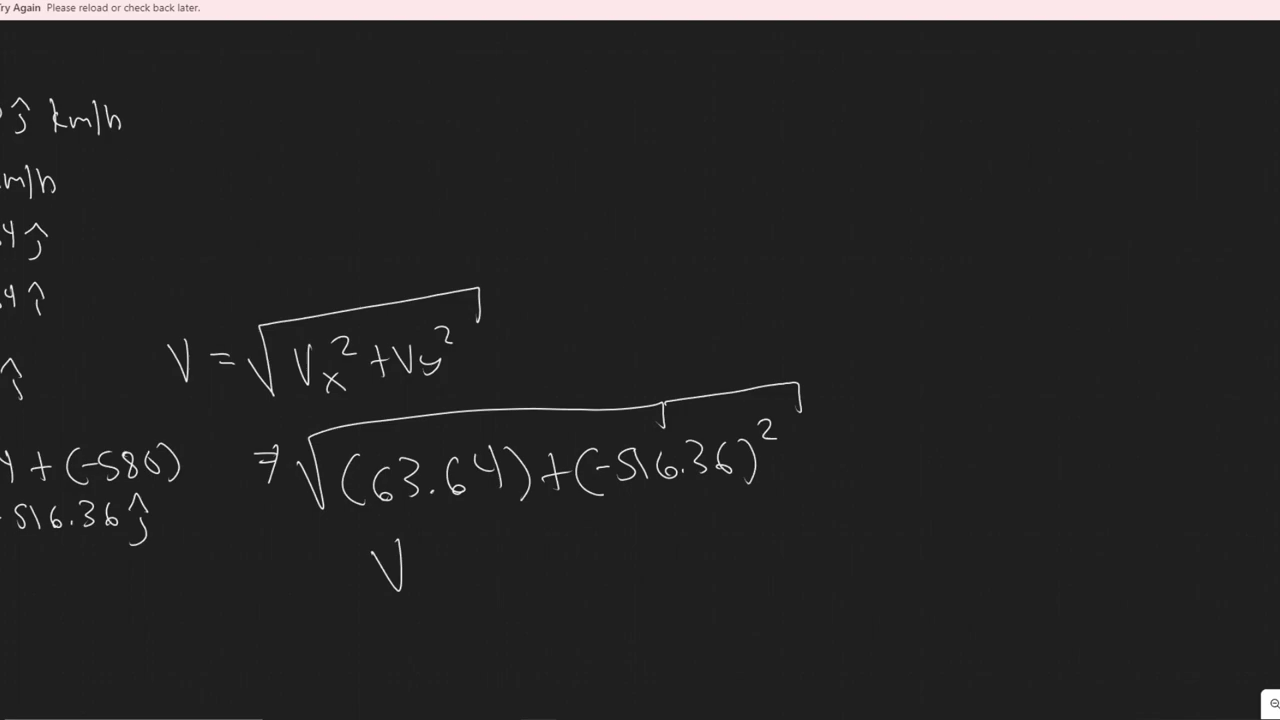 Try Again Please reload or check back later.
ĵ km/h
m/h
4 ĵ
4 î
ĵ
V = √(Vx² + Vy²)
4 + (-580)
= √((63.64) + (-516.36)²)
516.36 ĵ
V